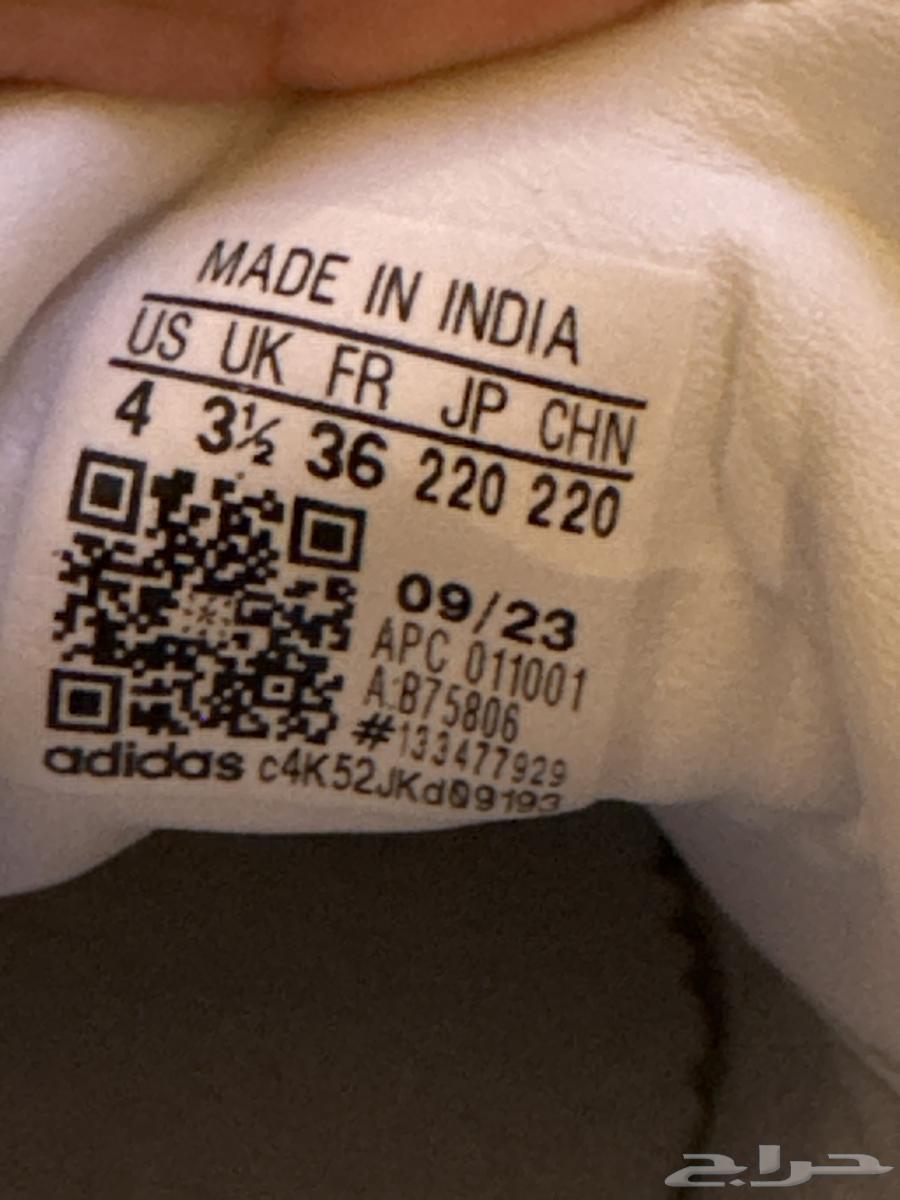 MADE IN INDIA
US UK FR JP CHN
4 3½ 36 220 220
09/23
APC 011001
A:B75806
#133477929
adidas c4K52JKd09193
حراج